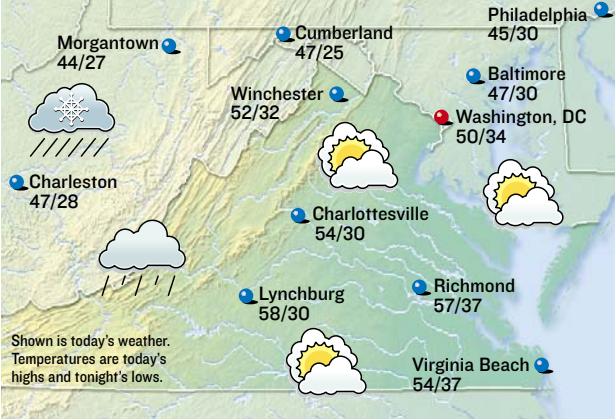 Philadelphia
45/30
Cumberland
47/25
Morgantown
44/27
Baltimore
47/30
Winchester
52/32
Washington, DC
50/34
Charleston
47/28
Charlottesville
54/30
Richmond
57/37
Lynchburg
58/30
Shown is today's weather.
Temperatures are today's
highs and tonight's lows.
Virginia Beach
54/37